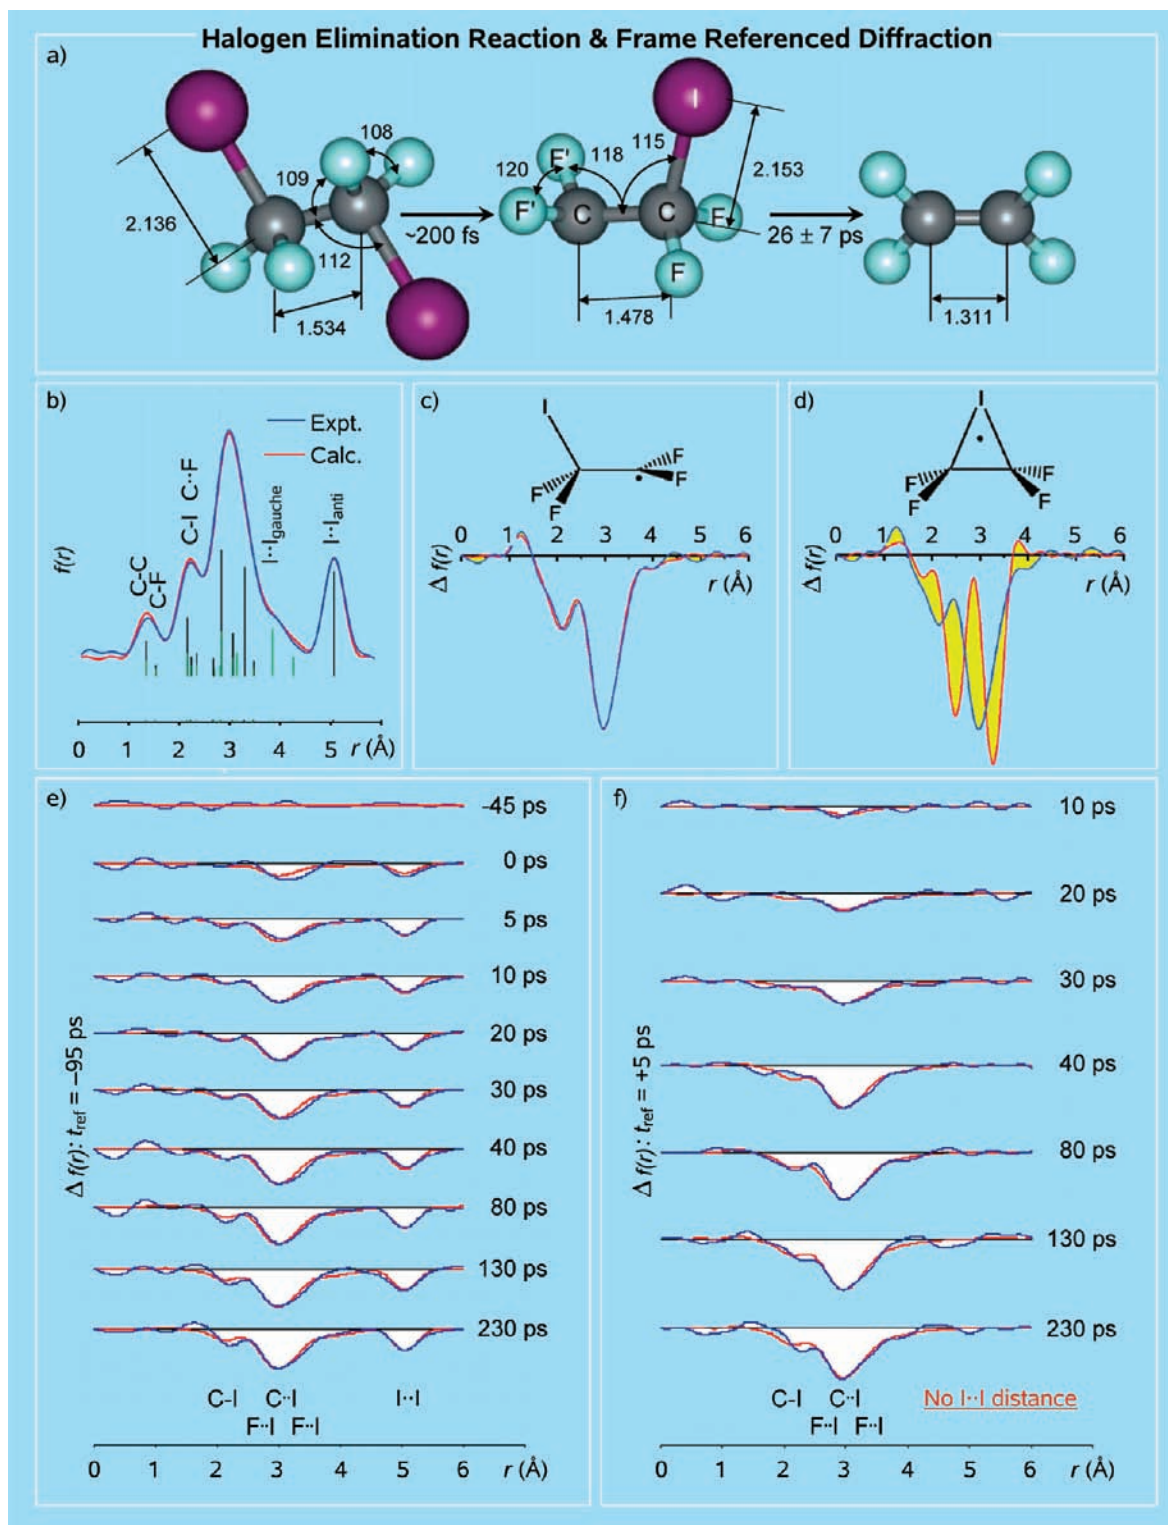 Halogen Elimination Reaction & Frame Referenced Diffraction
a)
108
109
2.136
112
1.534
~200 fs
I
115
118
120
F'
F'
C
C
F
F
2.153
1.478
26 ± 7 ps
1.311
b)
Expt.
Calc.
C-C
C-F
C-I
C··F
I··I gauche
I··I anti
f(r)
0 1 2 3 4 5 r (Å)
c)
I
F
F
F
F
0 1 2 3 4 5 6
Δ f(r)
r (Å)
d)
I
F
F
F
F
0 1 2 3 4 5 6
Δ f(r)
r (Å)
e)
-45 ps
0 ps
5 ps
10 ps
20 ps
30 ps
40 ps
80 ps
130 ps
230 ps
Δ f(r): tref = –95 ps
C-I C··I I··I
F··I F··I
0 1 2 3 4 5 6 r (Å)
f)
10 ps
20 ps
30 ps
40 ps
80 ps
130 ps
230 ps
Δ f(r): tref = +5 ps
C-I C··I No I··I distance
F··I F··I
0 1 2 3 4 5 6 r (Å)